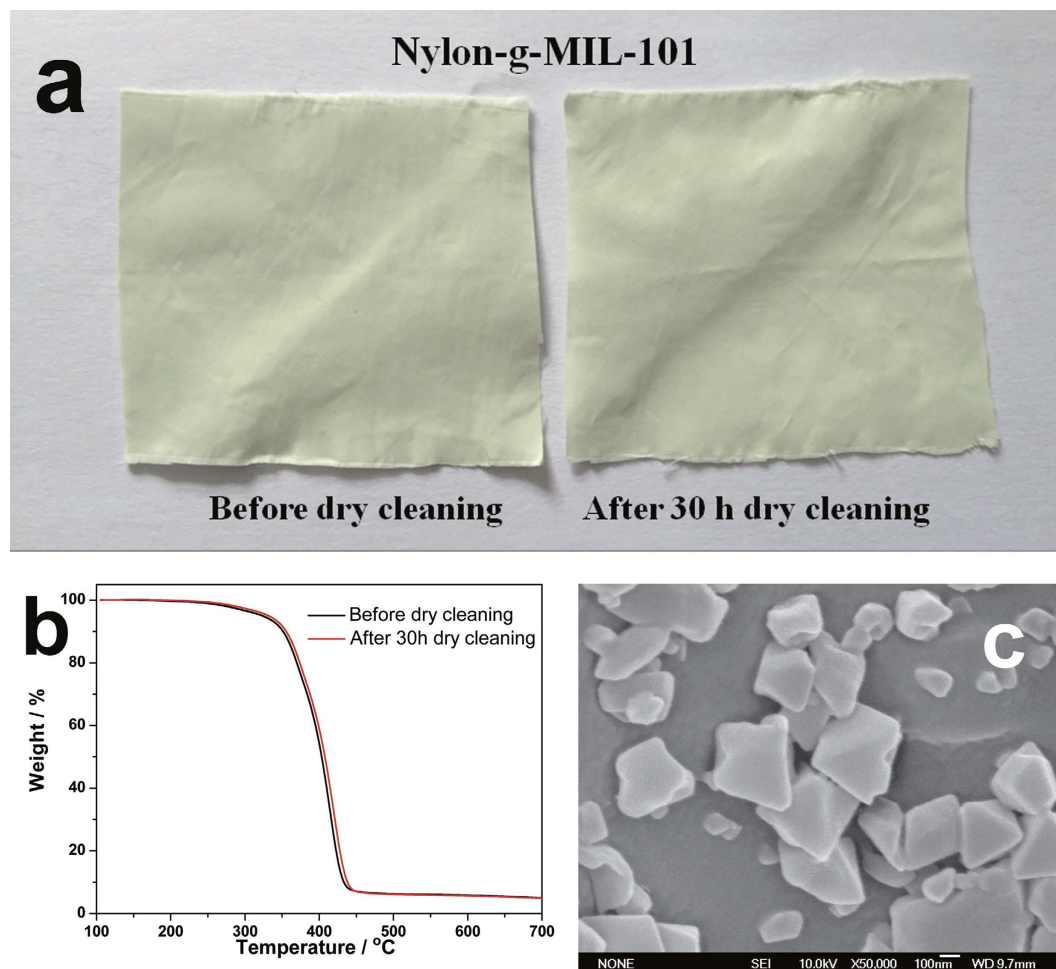 a
Nylon-g-MIL-101
Before dry cleaning
After 30 h dry cleaning
b
Before dry cleaning
After 30h dry cleaning
Weight / %
100
80
60
40
20
0
100 200 300 400 500 600 700
Temperature / °C
c
NONE SEI 10.0kV X50,000 100nm WD 9.7mm